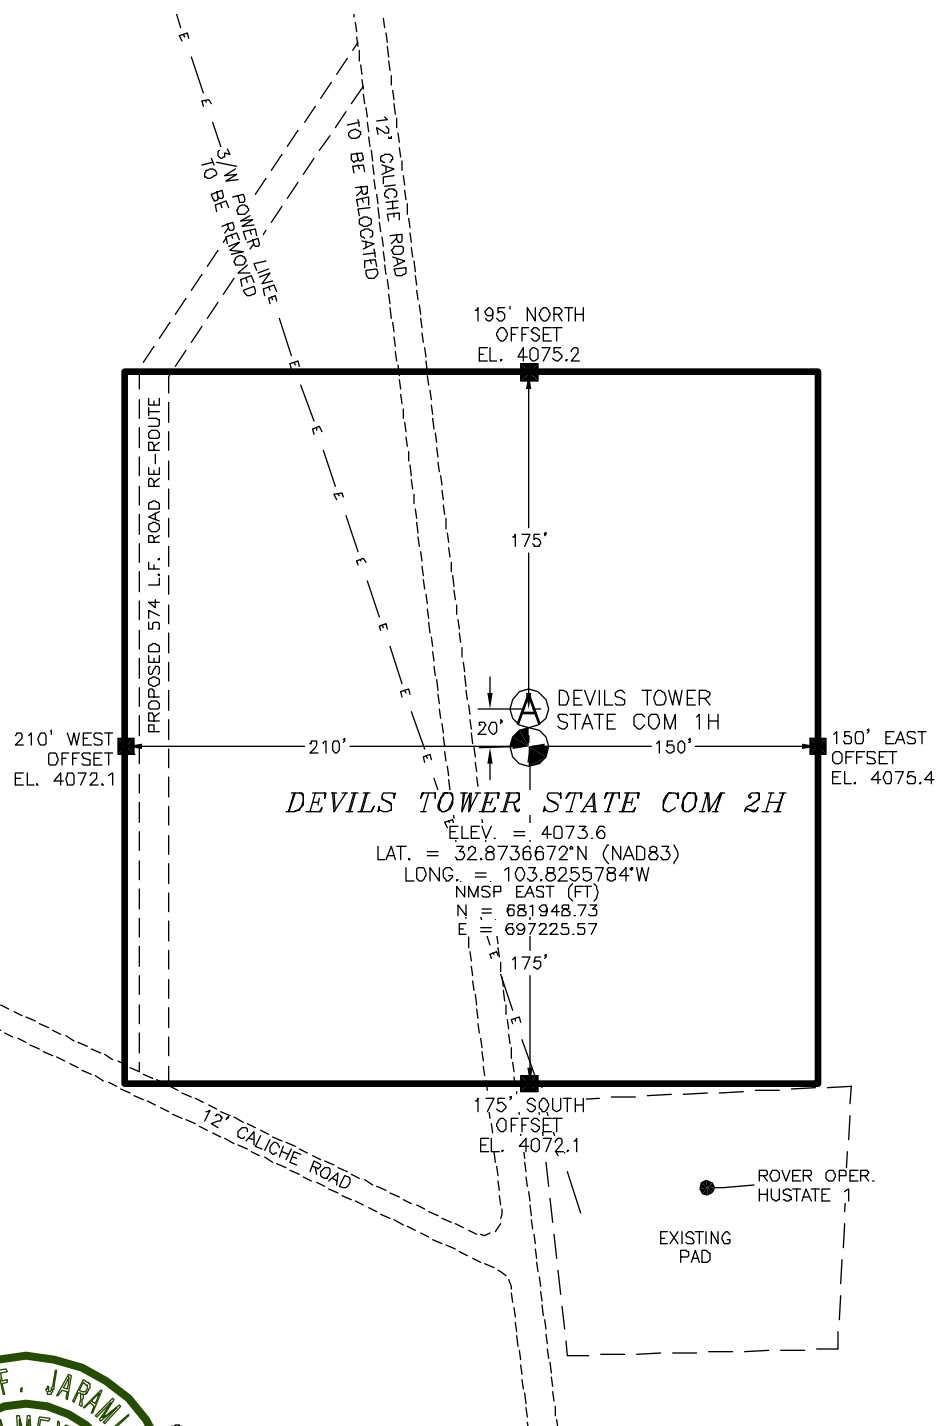 3/W POWER LINE
TO BE REMOVED
12' CALICHE ROAD
TO BE RELOCATED
195' NORTH
OFFSET
EL. 4075.2
PROPOSED 574 L.F. ROAD RE-ROUTE
175'
A
DEVILS TOWER
STATE COM 1H
20'
210' WEST
OFFSET
EL. 4072.1
210'
150'
150' EAST
OFFSET
EL. 4075.4
DEVILS TOWER STATE COM 2H
ELEV. = 4073.6
LAT. = 32.8736672°N (NAD83)
LONG. = 103.8255784°W
NMSP EAST (FT)
N = 681948.73
E = 697225.57
175'
175' SOUTH
OFFSET
EL. 4072.1
12' CALICHE ROAD
ROVER OPER.
HUSTATE 1
EXISTING
PAD
E E E E E E E E E E E E E E E
F. JARAM
MEX